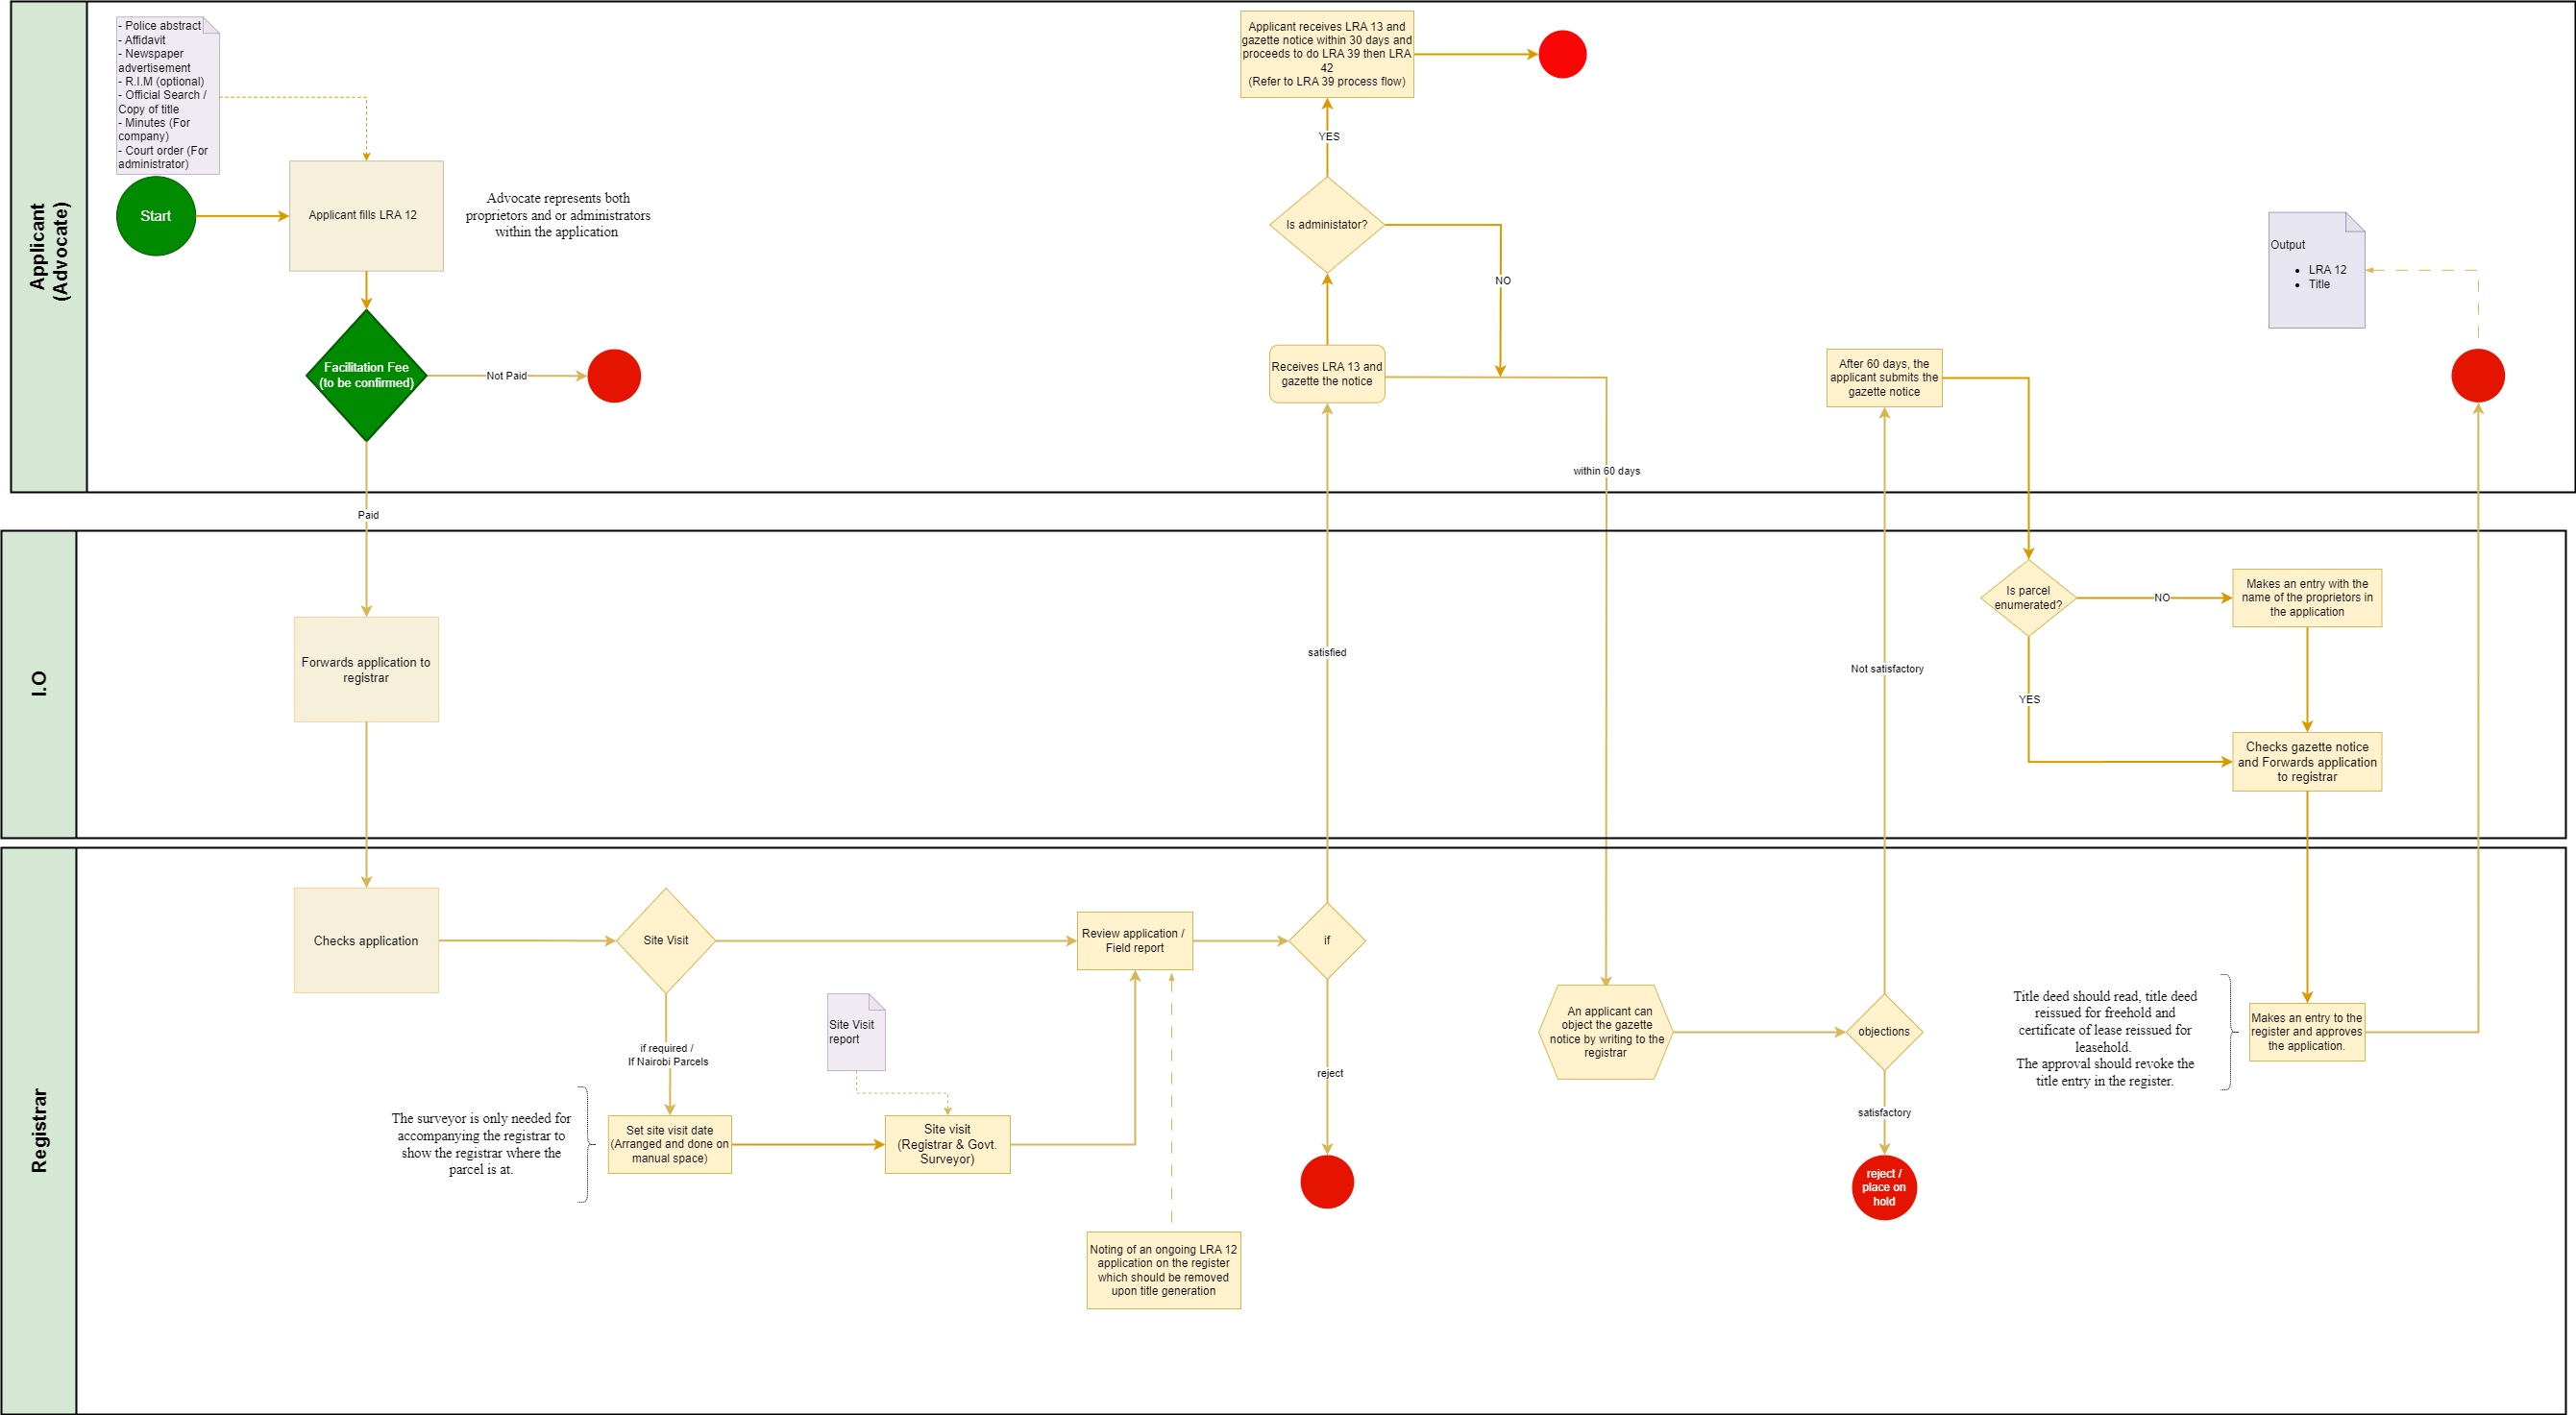 Applicant
(Advocate)
- Police abstract
- Affidavit
- Newspaper
advertisement
- R.I.M (optional)
- Official Search /
Copy of title
- Minutes (For
company)
- Court order (For
administrator)
Start
Applicant fills LRA 12
Advocate represents both
proprietors and or administrators
within the application
Facilitation Fee
(to be confirmed)
Not Paid
Paid
Applicant receives LRA 13 and
gazette notice within 30 days and
proceeds to do LRA 39 then LRA
42
(Refer to LRA 39 process flow)
YES
Is administator?
NO
Receives LRA 13 and
gazette the notice
within 60 days
After 60 days, the
applicant submits the
gazette notice
Output
• LRA 12
• Title
I.O
Forwards application to
registrar
satisfied
Not satisfactory
Is parcel
enumerated?
NO
YES
Makes an entry with the
name of the proprietors in
the application
Checks gazette notice
and Forwards application
to registrar
Registrar
Checks application
Site Visit
if required /
If Nairobi Parcels
The surveyor is only needed for
accompanying the registrar to
show the registrar where the
parcel is at.
Set site visit date
(Arranged and done on
manual space)
Site Visit
report
Site visit
(Registrar & Govt.
Surveyor)
Review application /
Field report
Noting of an ongoing LRA 12
application on the register
which should be removed
upon title generation
if
reject
An applicant can
object the gazette
notice by writing to the
registrar
objections
satisfactory
reject /
place on
hold
Title deed should read, title deed
reissued for freehold and
certificate of lease reissued for
leasehold.
The approval should revoke the
title entry in the register.
Makes an entry to the
register and approves
the application.